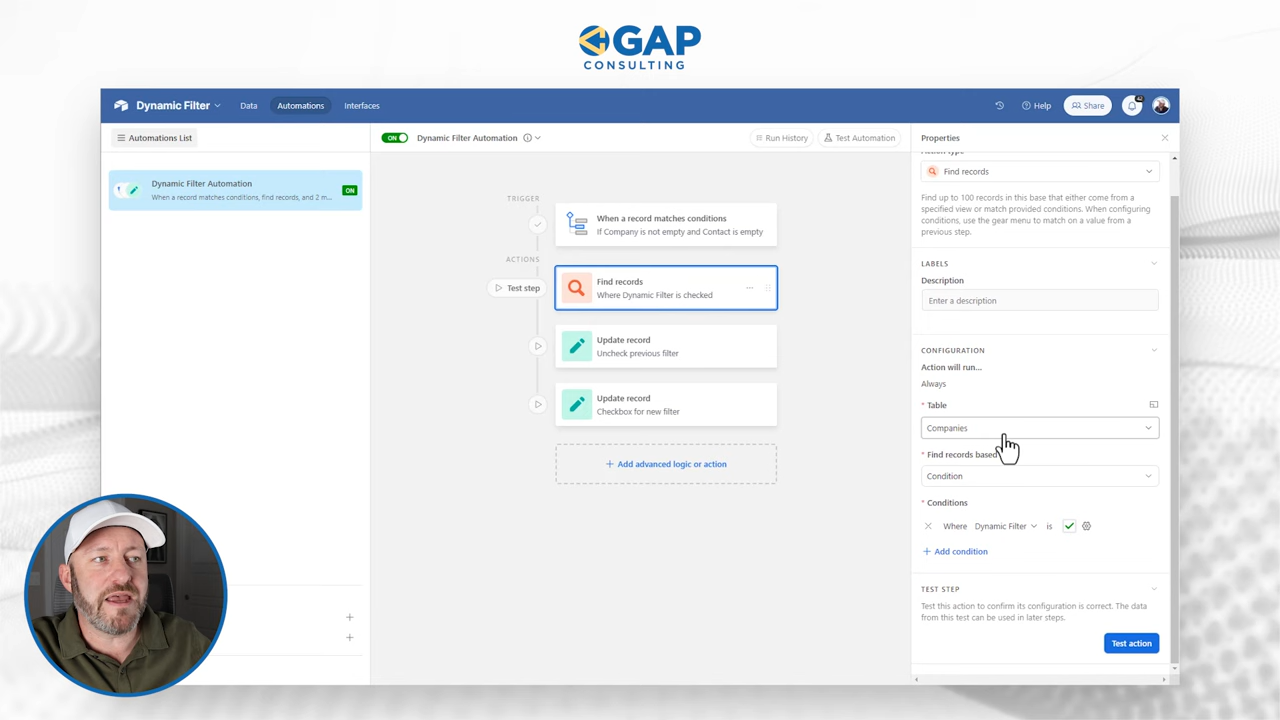 GAP
CONSULTING
Dynamic Filter
Data
Automations
Interfaces
Help
Share
42
Automations List
ON
Dynamic Filter Automation
Run History
Test Automation
Properties
Dynamic Filter Automation
When a record matches conditions, find records, and 2 m...
ON
TRIGGER
When a record matches conditions
If Company is not empty and Contact is empty
ACTIONS
Test step
Find records
Where Dynamic Filter is checked
Update record
Uncheck previous filter
Update record
Checkbox for new filter
Add advanced logic or action
Find records
Find up to 100 records in this base that either come from a
specified view or match provided conditions. When configuring
conditions, use the gear menu to match on a value from a
previous step.
LABELS
Description
Enter a description
CONFIGURATION
Action will run...
Always
* Table
Companies
* Find records based
Condition
* Conditions
Where Dynamic Filter is
+ Add condition
TEST STEP
Test this action to confirm its configuration is correct. The data
from this test can be used in later steps.
Test action